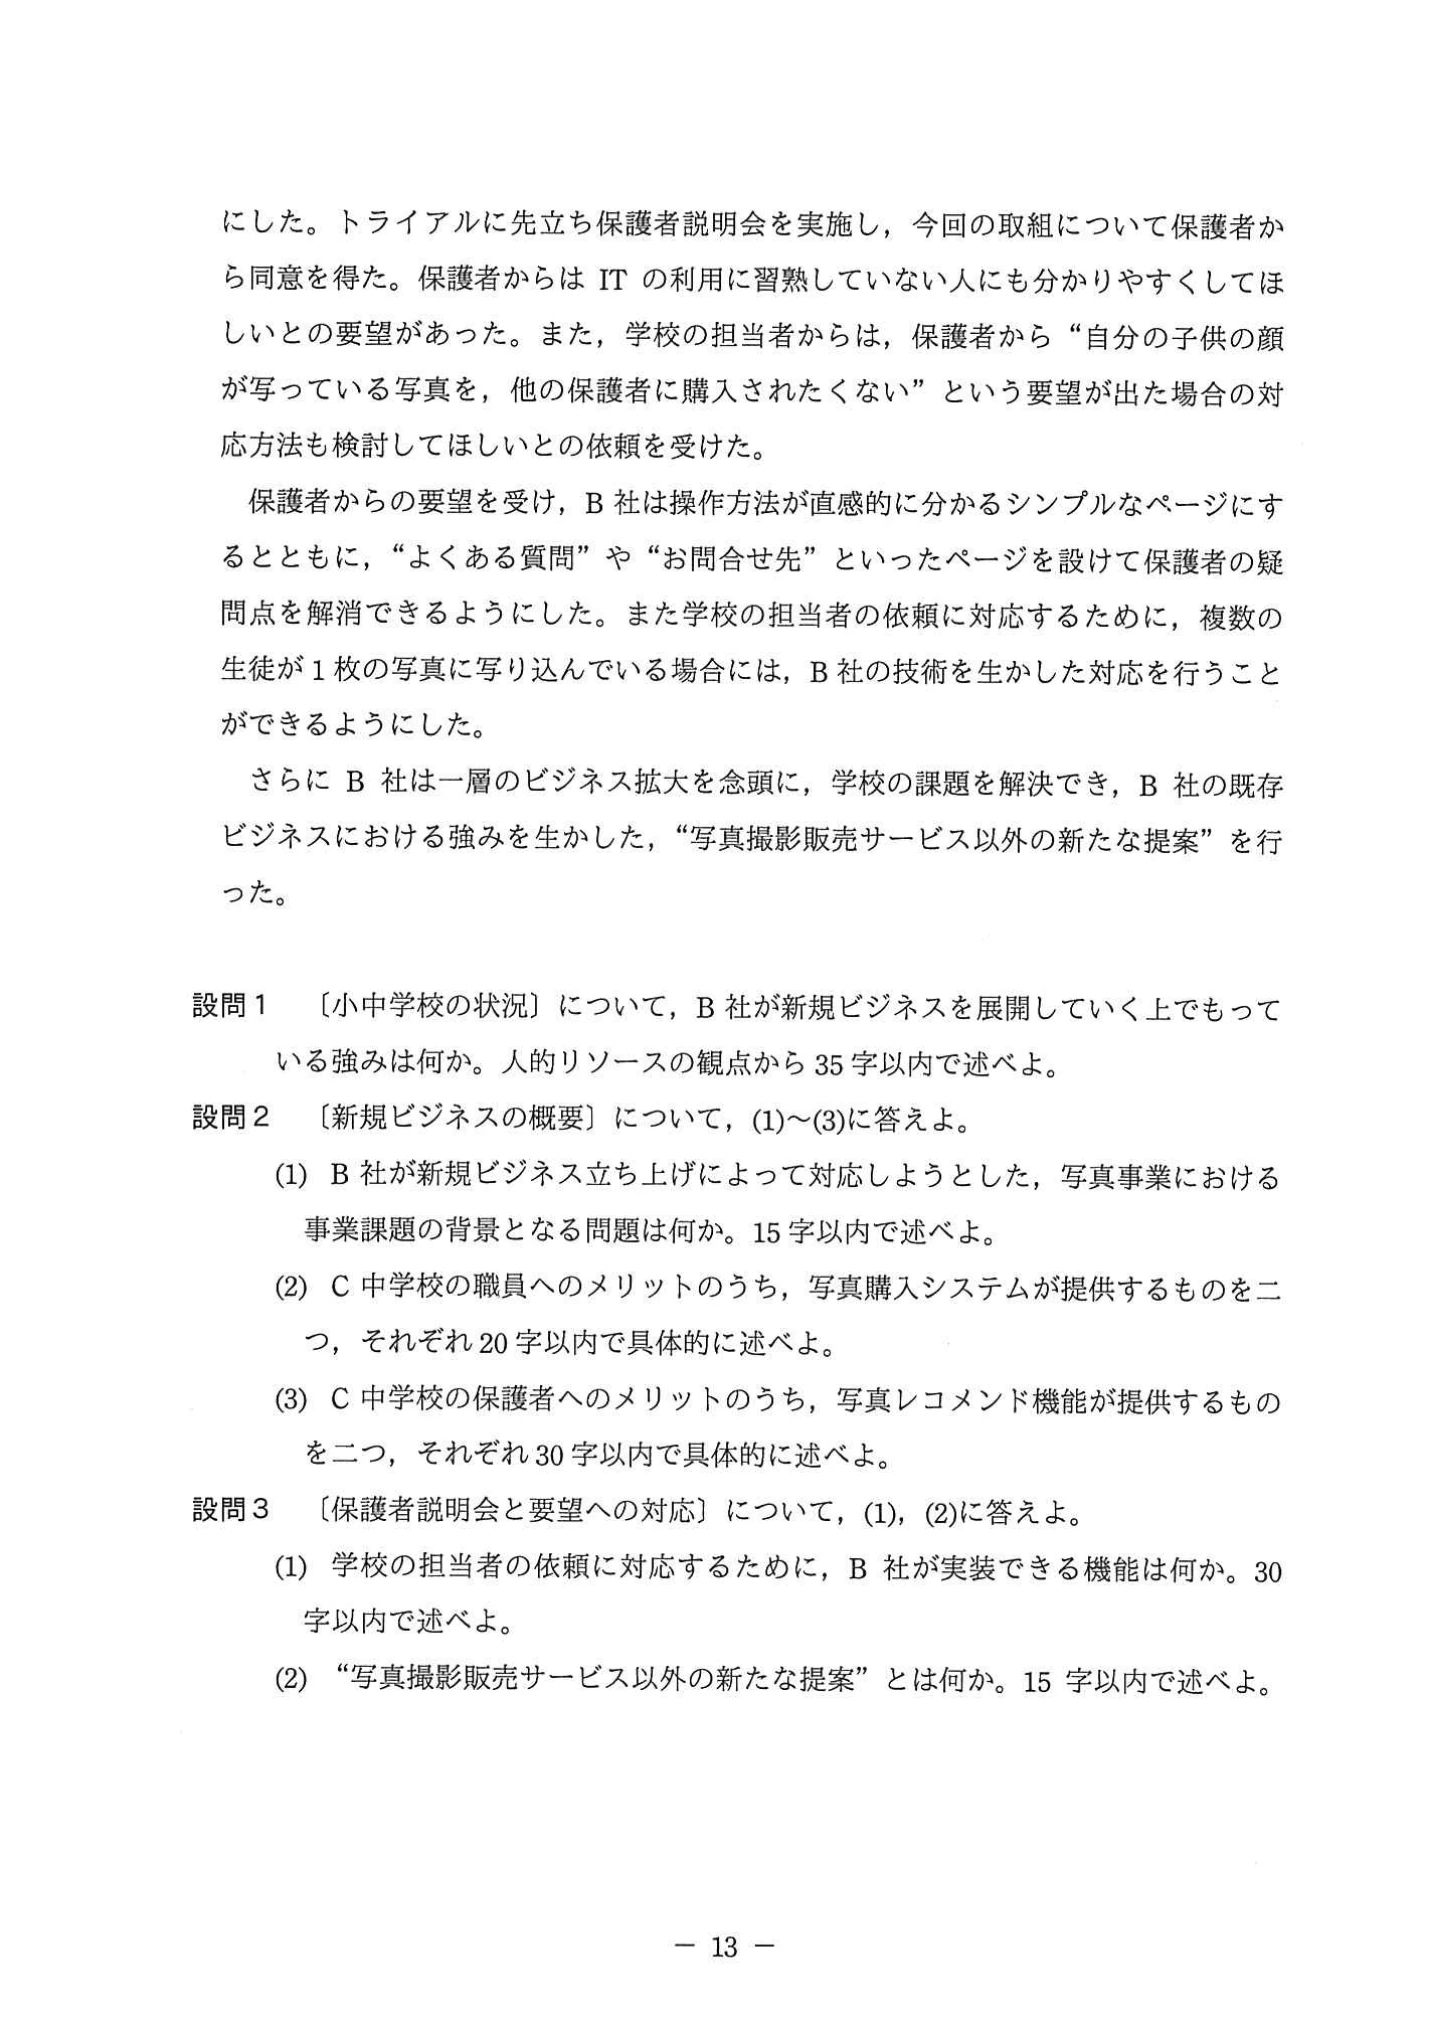 にした。トライアルに先立ち保護者説明会を実施し，今回の取組について保護者か
ら同意を得た。保護者からは IT の利用に習熟していない人にも分かりやすくしてほ
しいとの要望があった。また，学校の担当者からは，保護者から“自分の子供の顔
が写っている写真を，他の保護者に購入されたくない”という要望が出た場合の対
応方法も検討してほしいとの依頼を受けた。
保護者からの要望を受け，B 社は操作方法が直感的に分かるシンプルなページにす
るとともに，“よくある質問”や“お問合せ先”といったページを設けて保護者の疑
問点を解消できるようにした。また学校の担当者の依頼に対応するために，複数の
生徒が 1 枚の写真に写り込んでいる場合には，B 社の技術を生かした対応を行うこと
ができるようにした。
さらに B 社は一層のビジネス拡大を念頭に，学校の課題を解決でき，B 社の既存
ビジネスにおける強みを生かした，“写真撮影販売サービス以外の新たな提案”を行
った。
設問1 〔小中学校の状況〕について，B 社が新規ビジネスを展開していく上でもって
いる強みは何か。人的リソースの観点から 35 字以内で述べよ。
設問2 〔新規ビジネスの概要〕について，(1)～(3)に答えよ。
(1) B 社が新規ビジネス立ち上げによって対応しようとした，写真事業における
事業課題の背景となる問題は何か。15 字以内で述べよ。
(2) C 中学校の職員へのメリットのうち，写真購入システムが提供するものを二
つ，それぞれ 20 字以内で具体的に述べよ。
(3) C 中学校の保護者へのメリットのうち，写真レコメンド機能が提供するもの
を二つ，それぞれ 30 字以内で具体的に述べよ。
設問3 〔保護者説明会と要望への対応〕について，(1)，(2)に答えよ。
(1) 学校の担当者の依頼に対応するために，B 社が実装できる機能は何か。30
字以内で述べよ。
(2) “写真撮影販売サービス以外の新たな提案”とは何か。15 字以内で述べよ。
－ 13 －